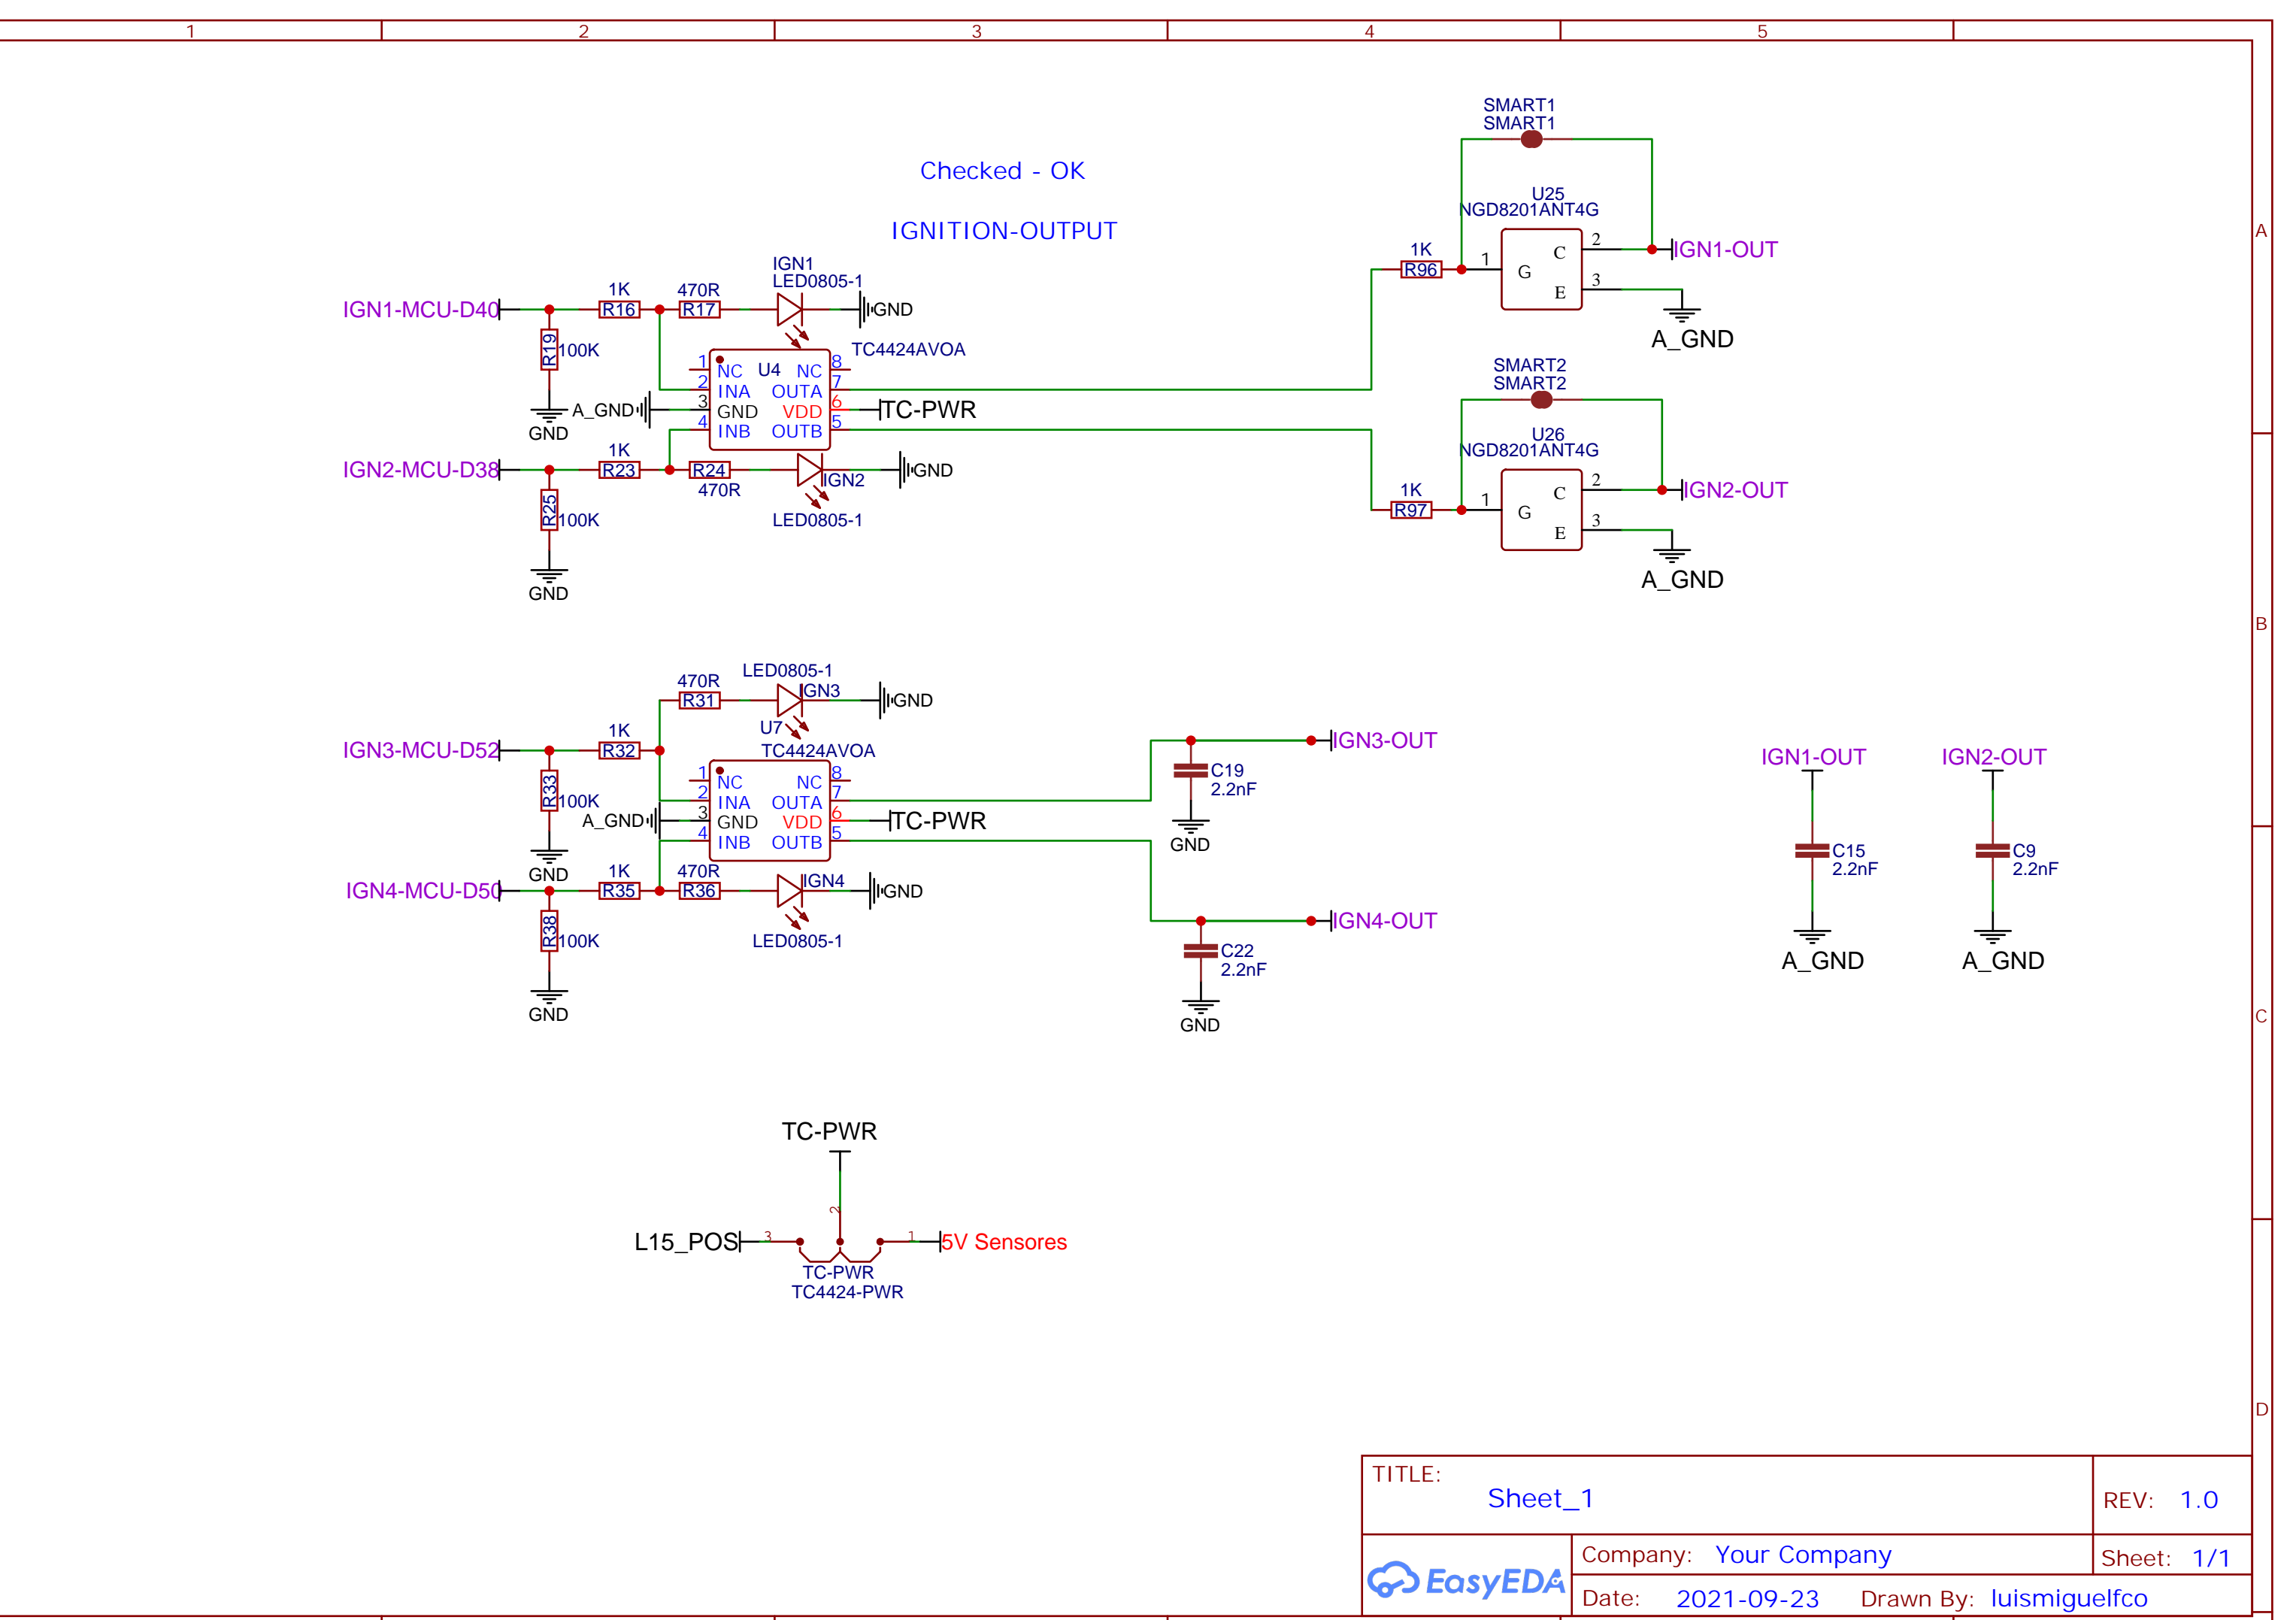 1 2 3 4 5
A
B
C
D
Checked - OK
IGNITION-OUTPUT
SMART1
SMART1
U25
NGD8201ANT4G
1K
R96
1
G
C
E
2
3
IGN1-OUT
A_GND
IGN1-MCU-D40
1K
R16
470R
R17
IGN1
LED0805-1
GND
R19
100K
GND
TC4424AVOA
U4
1
2
3
4
NC
INA
GND
INB
NC
OUTA
VDD
OUTB
8
7
6
5
A_GND
TC-PWR
IGN2-MCU-D38
1K
R23
R24
470R
IGN2
LED0805-1
GND
R25
100K
GND
SMART2
SMART2
U26
NGD8201ANT4G
1K
R97
1
G
C
E
2
3
IGN2-OUT
A_GND
LED0805-1
470R
R31
IGN3
GND
U7
TC4424AVOA
IGN3-MCU-D52
1K
R32
R33
100K
GND
1
2
3
4
NC
INA
GND
INB
NC
OUTA
VDD
OUTB
8
7
6
5
A_GND
TC-PWR
IGN4-MCU-D50
1K
R35
470R
R36
IGN4
LED0805-1
GND
R38
100K
GND
IGN3-OUT
C19
2.2nF
GND
IGN4-OUT
C22
2.2nF
GND
IGN1-OUT
C15
2.2nF
A_GND
IGN2-OUT
C9
2.2nF
A_GND
TC-PWR
2
L15_POS
3
1
5V Sensores
TC-PWR
TC4424-PWR
TITLE:
Sheet_1
REV: 1.0
EasyEDA
Company: Your Company
Sheet: 1/1
Date: 2021-09-23
Drawn By: luismiguelfco